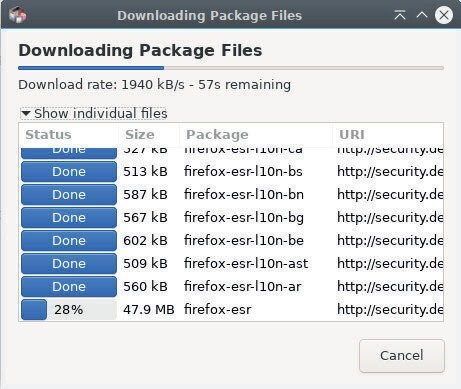 Downloading Package Files
Downloading Package Files
Download rate: 1940 kB/s - 57s remaining
Show individual files
Status Size Package URI
Done 527 kB firefox-esr-l10n-ca http://security.de
Done 513 kB firefox-esr-l10n-bs http://security.de
Done 587 kB firefox-esr-l10n-bn http://security.de
Done 567 kB firefox-esr-l10n-bg http://security.de
Done 602 kB firefox-esr-l10n-be http://security.de
Done 509 kB firefox-esr-l10n-ast http://security.de
Done 560 kB firefox-esr-l10n-ar http://security.de
28% 47.9 MB firefox-esr http://security.de
Cancel